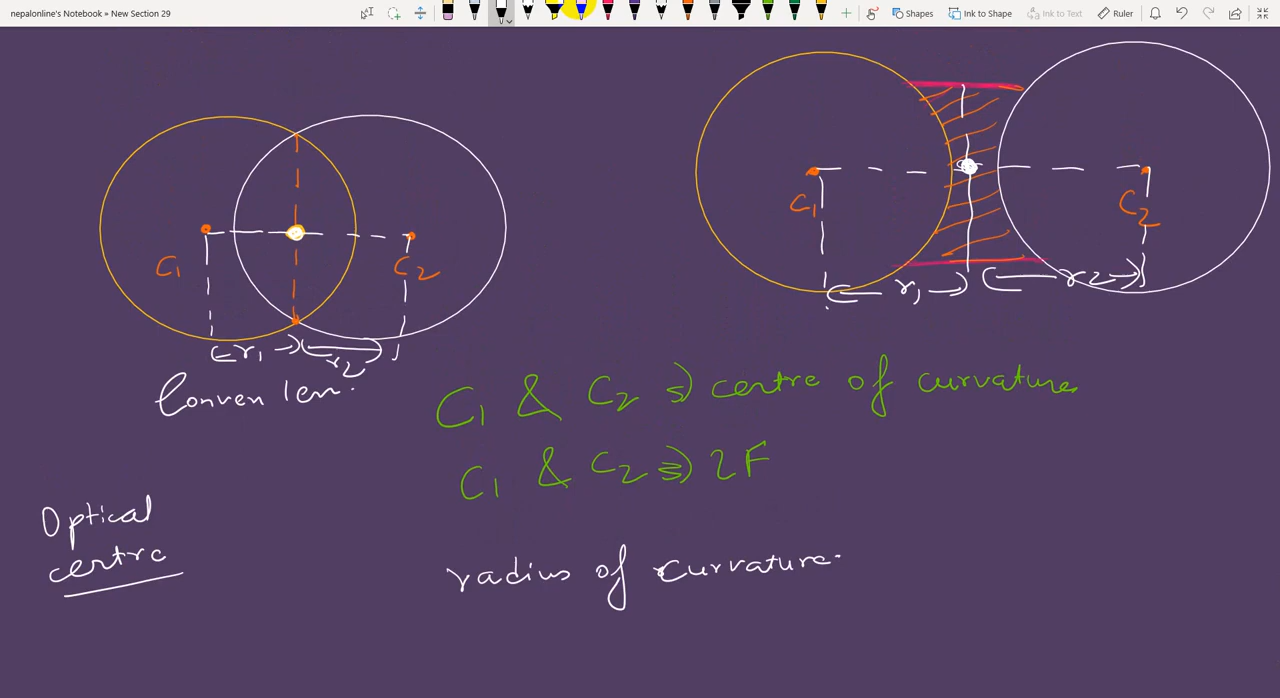 nepalonline's Notebook » New Section 29
Shapes
Ink to Shape
Ink to Text
Ruler
C1
C2
r1
r2
Conven len.
C1
C2
r1
r2
C1 & C2 ⇒ centre of curvature
C1 & C2 ⇒ 2F
Optical
centre
radius of curvature.